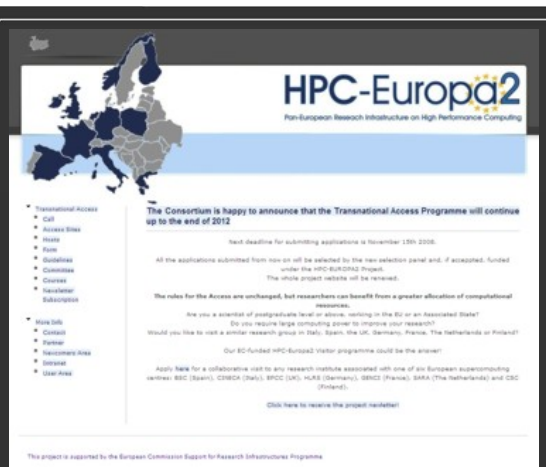 HPC-Europa2
Pan-European Reseach Infrastructure on High Performance Computing
Transnational Access
Call
Access Sites
Hosts
Form
Guidelines
Committee
Cources
Newsletter
Subscription
More Info
Contact
Partner
Newcomers Area
Intranet
User Area
The Consortium is happy to announce that the Transnational Access Programme will continue
up to the end of 2012
Next deadline for submitting applications is November 15th 2008.
All the applications submitted from now on will be selected by the new selection panel and, if accepted, funded
under the HPC-EUROPA2 Project.
The whole project website will be renewed.
The rules for the Access are unchanged, but researchers can benefit from a greater allocation of computational
resources.
Are you a scientist of postgraduate level or above, working in the EU or an Associated State?
Do you require large computing power to improve your research?
Would you like to visit a similar research group in Italy, Spain, the UK, Germany, France, The Netherlands or Finland?
Our EC-funded HPC-Europa2 Visitor programme could be the answer!
Apply here for a collaborative visit to any research institute associated with one of six European supercomputing
centres: BSC (Spain), CINECA (Italy), EPCC (UK), HLRS (Germany), GENCI (France), SARA (The Netherlands) and CSC
(Finland).
Click here to receive the project newletter!
This project is supported by the European Commission Support for Research Infrastructures Programme